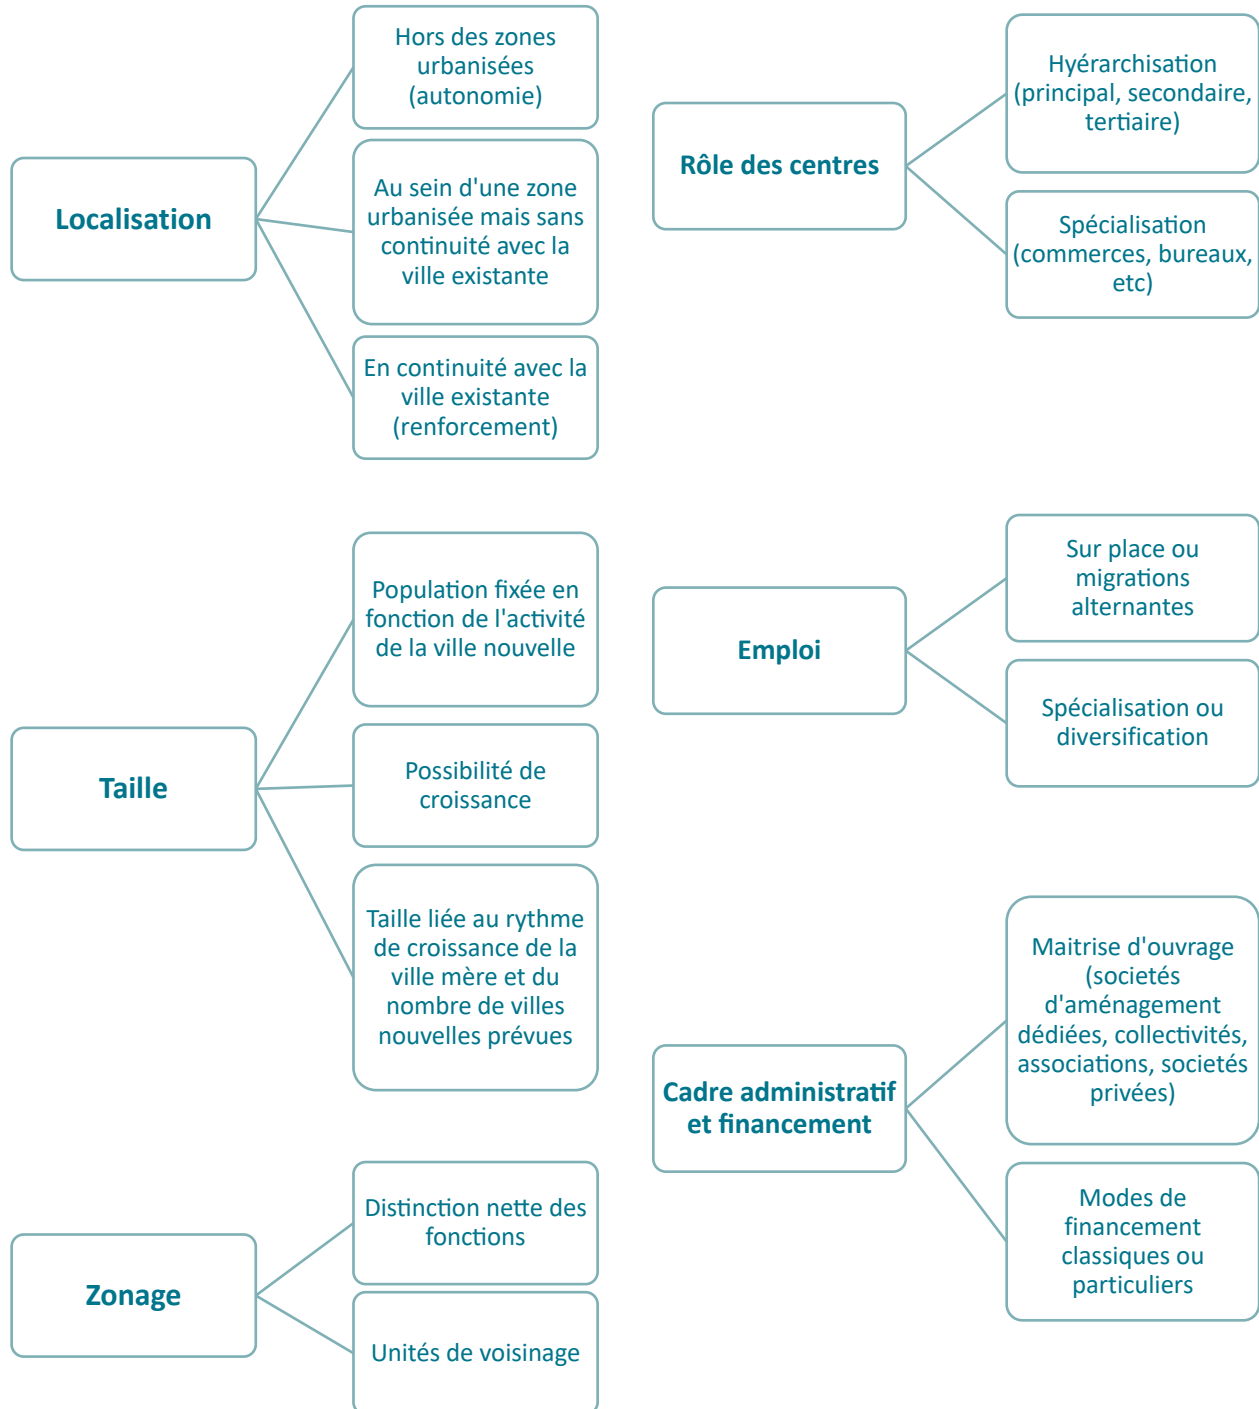 Localisation
Hors des zones
urbanisées
(autonomie)
Au sein d'une zone
urbanisée mais sans
continuité avec la
ville existante
En continuité avec la
ville existante
(renforcement)
Taille
Population fixée en
fonction de l'activité
de la ville nouvelle
Possibilité de
croissance
Taille liée au rythme
de croissance de la
ville mère et du
nombre de villes
nouvelles prévues
Zonage
Distinction nette des
fonctions
Unités de voisinage
Rôle des centres
Hyérarchisation
(principal, secondaire,
tertiaire)
Spécialisation
(commerces, bureaux,
etc)
Emploi
Sur place ou
migrations
alternantes
Spécialisation ou
diversification
Cadre administratif
et financement
Maitrise d'ouvrage
(societés
d'aménagement
dédiées, collectivités,
associations, societés
privées)
Modes de
financement
classiques ou
particuliers